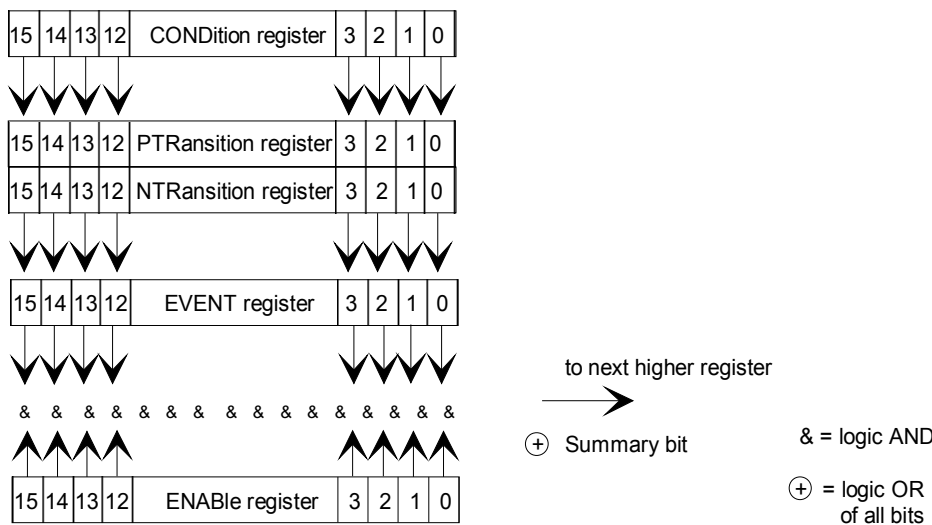 15 14 13 12 CONDition register 3 2 1 0
15 14 13 12 PTRansition register 3 2 1 0
15 14 13 12 NTRansition register 3 2 1 0
15 14 13 12 EVENT register 3 2 1 0
to next higher register
& & & & & & & & & & & & & & & &
+ Summary bit
& = logic AND
15 14 13 12 ENABle register 3 2 1 0
+ = logic OR
of all bits